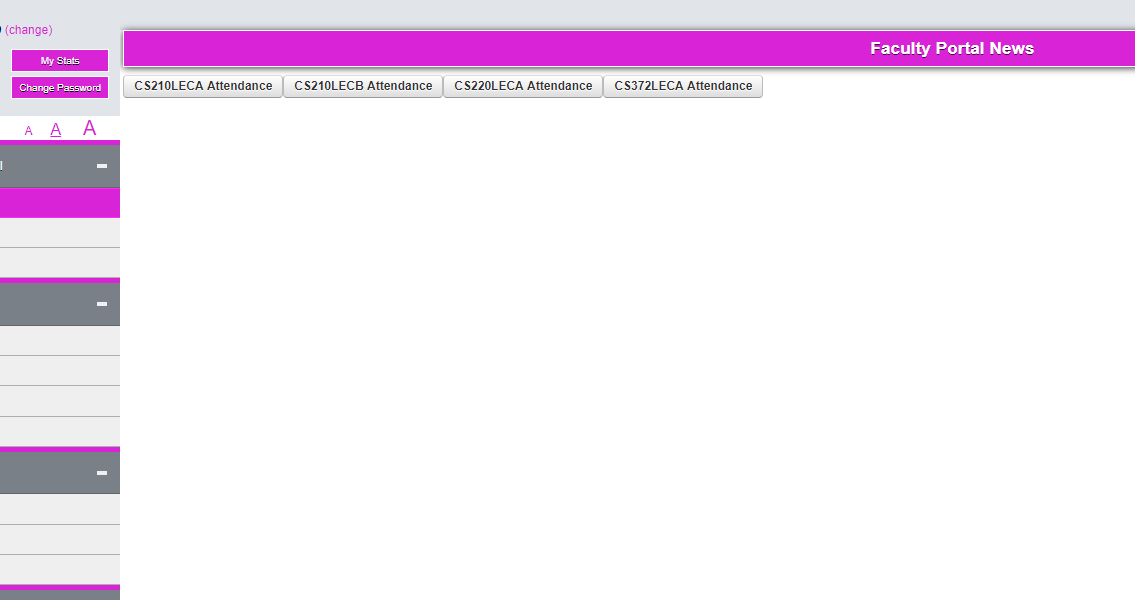 (change)
My Stats
Change Password
A A A
Faculty Portal News
CS210LECA Attendance CS210LECB Attendance CS220LECA Attendance CS372LECA Attendance